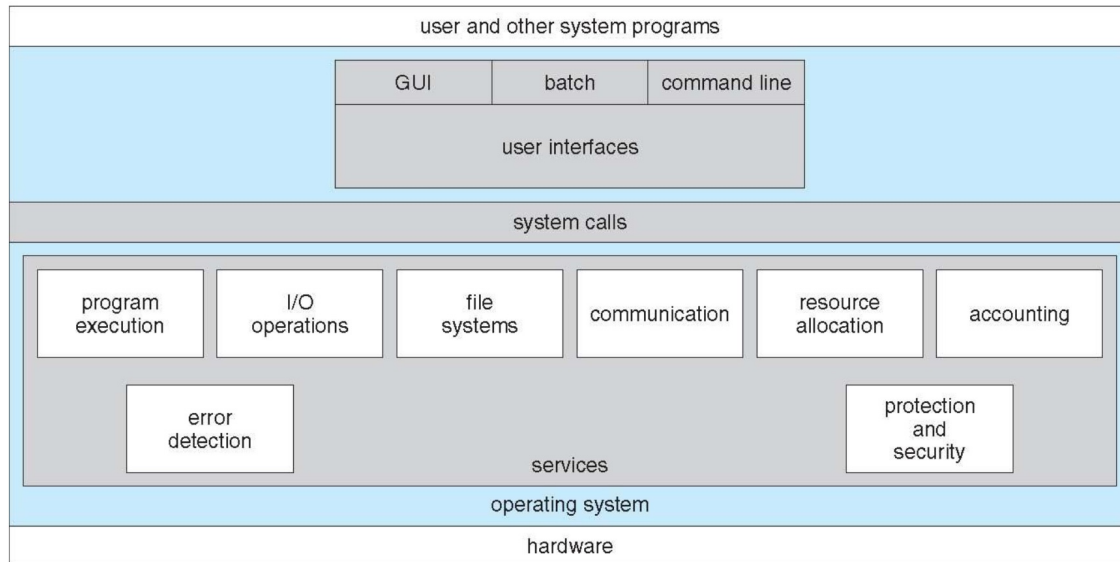 user and other system programs
GUI
batch
command line
user interfaces
system calls
program
execution
I/O
operations
file
systems
communication
resource
allocation
accounting
error
detection
protection
and
security
services
operating system
hardware